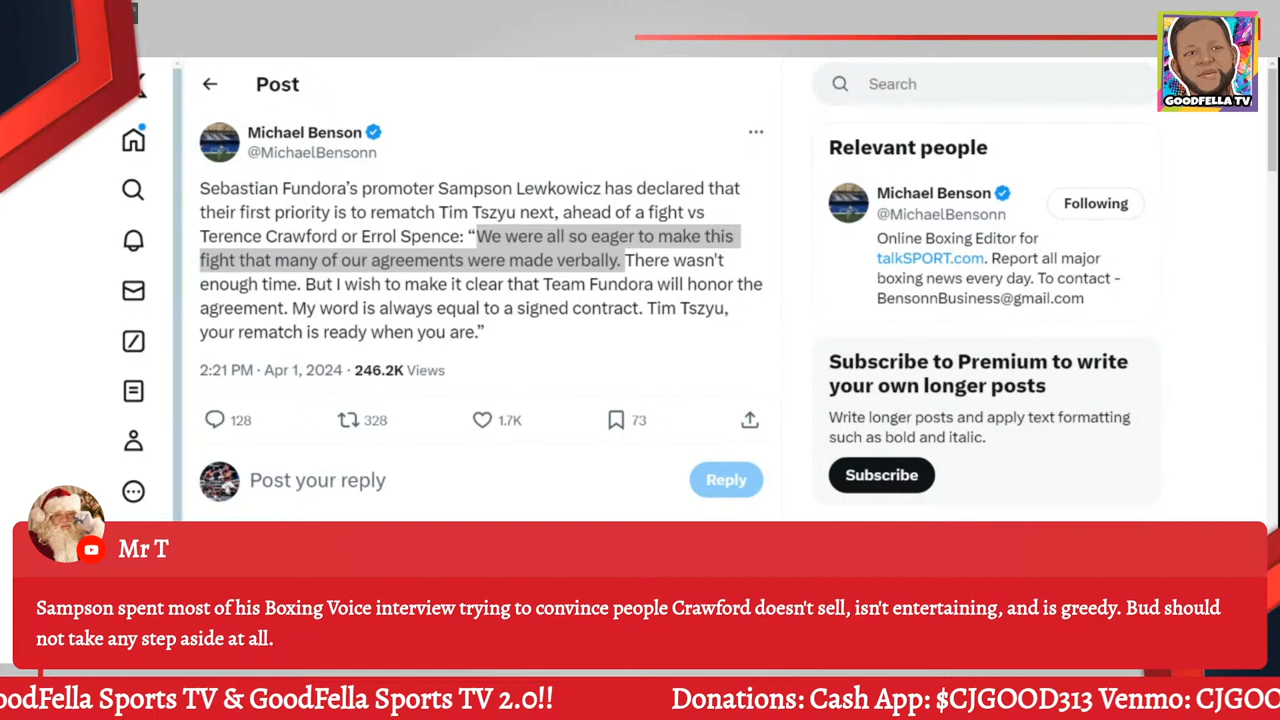 GOODFELLA TV
Post
Search
Michael Benson
@MichaelBensonn
Sebastian Fundora's promoter Sampson Lewkowicz has declared that
their first priority is to rematch Tim Tszyu next, ahead of a fight vs
Terence Crawford or Errol Spence: “We were all so eager to make this
fight that many of our agreements were made verbally. There wasn't
enough time. But I wish to make it clear that Team Fundora will honor the
agreement. My word is always equal to a signed contract. Tim Tszyu,
your rematch is ready when you are.”
2:21 PM · Apr 1, 2024 · 246.2K Views
128
328
1.7K
73
Post your reply
Reply
Relevant people
Michael Benson
@MichaelBensonn
Following
Online Boxing Editor for
talkSPORT.com. Report all major
boxing news every day. To contact -
BensonnBusiness@gmail.com
Subscribe to Premium to write
your own longer posts
Write longer posts and apply text formatting
such as bold and italic.
Subscribe
Mr T
Sampson spent most of his Boxing Voice interview trying to convince people Crawford doesn't sell, isn't entertaining, and is greedy. Bud should
not take any step aside at all.
oodFella Sports TV & GoodFella Sports TV 2.0!! Donations: Cash App: $CJGOOD313 Venmo: CJGOO